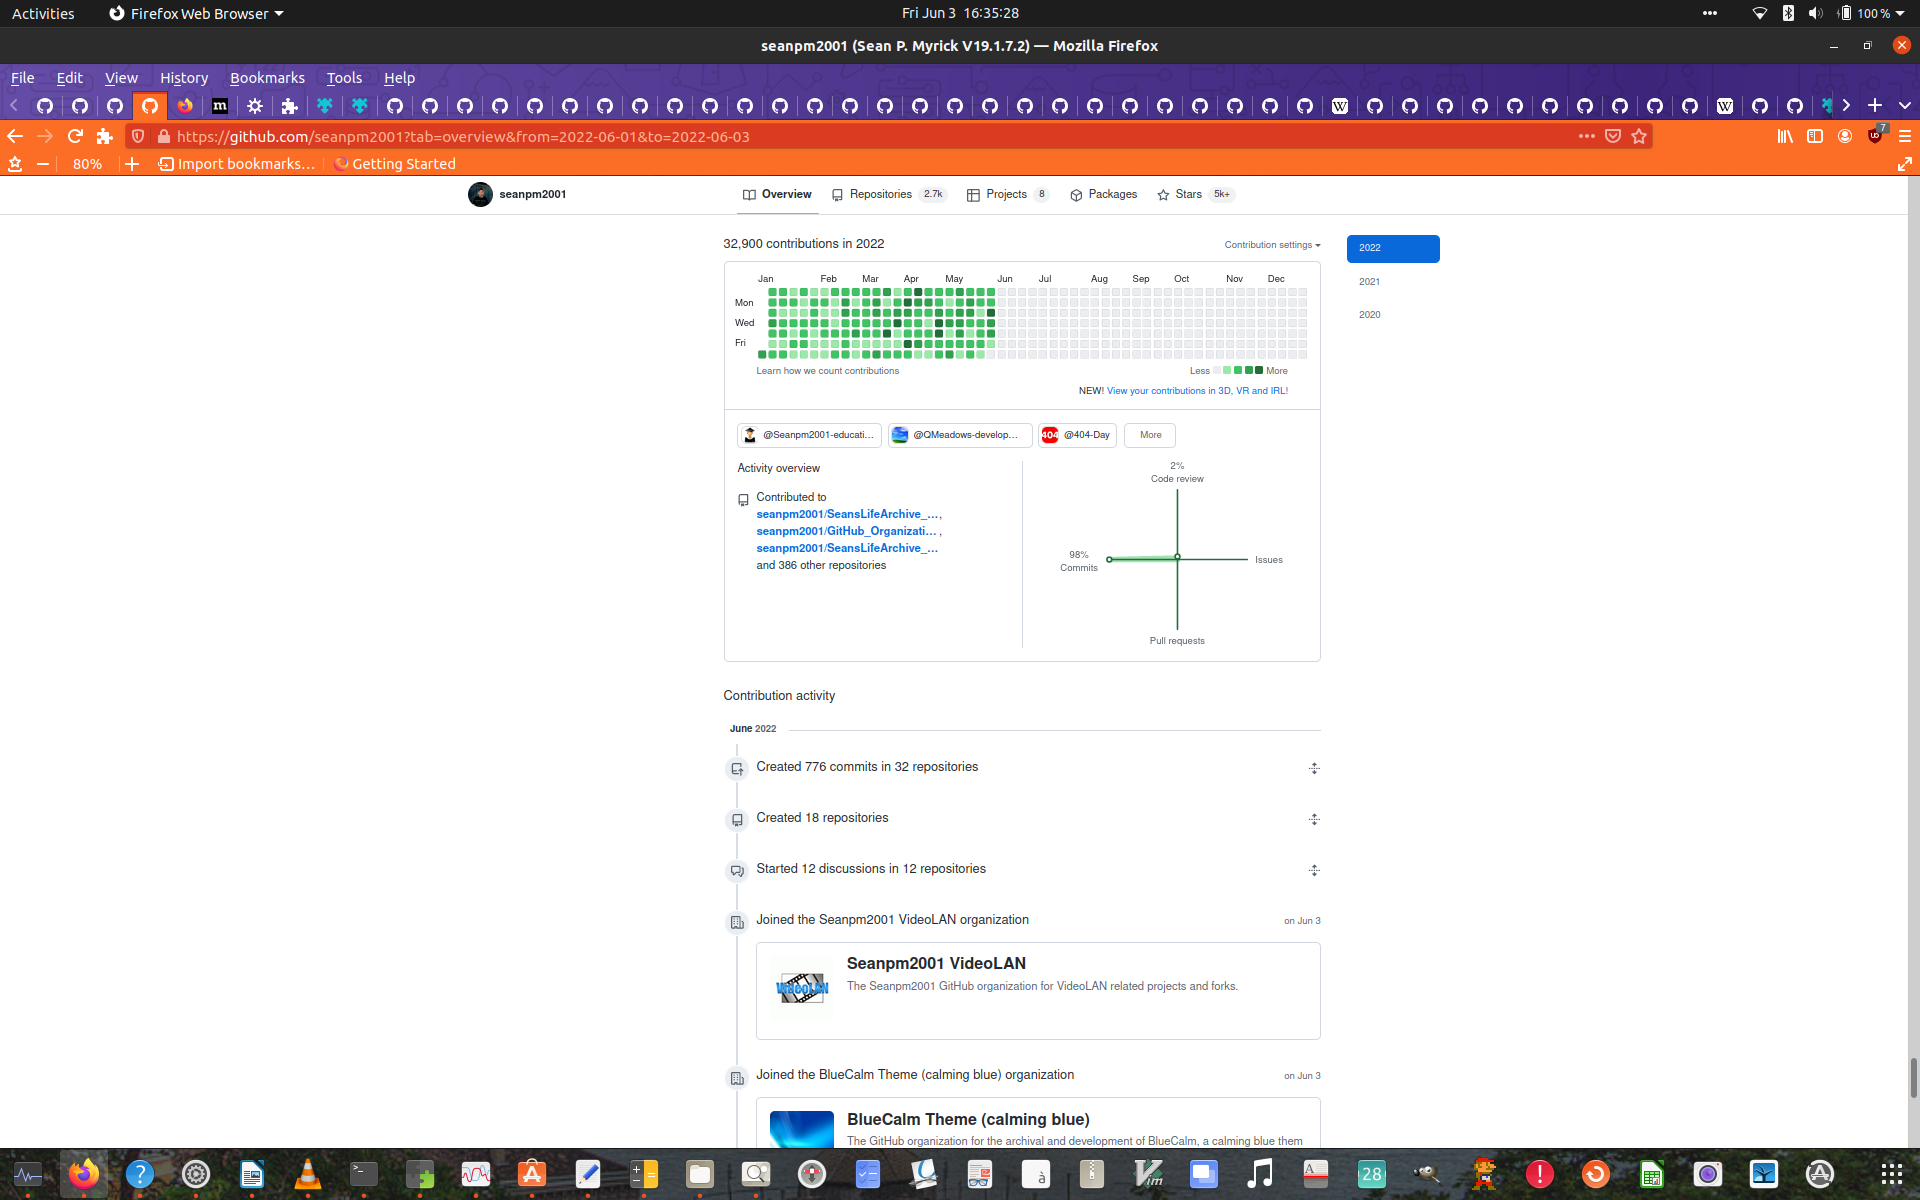 Activities
Firefox Web Browser
Fri Jun 3 16:35:28
100 %
seanpm2001 (Sean P. Myrick V19.1.7.2) — Mozilla Firefox
File Edit View History Bookmarks Tools Help
https://github.com/seanpm2001?tab=overview&from=2022-06-01&to=2022-06-03
7
80%
Import bookmarks...
Getting Started
seanpm2001
Overview
Repositories 2.7k
Projects 8
Packages
Stars 5k+
32,900 contributions in 2022
Contribution settings
2022
2021
2020
Jan Feb Mar Apr May Jun Jul Aug Sep Oct Nov Dec
Mon
Wed
Fri
Learn how we count contributions
Less
More
NEW! View your contributions in 3D, VR and IRL!
@Seanpm2001-educati...
@QMeadows-develop...
404
@404-Day
More
Activity overview
Contributed to
seanpm2001/SeansLifeArchive_...,
seanpm2001/GitHub_Organizati...,
seanpm2001/SeansLifeArchive_...
and 386 other repositories
2%
Code review
98%
Commits
Issues
Pull requests
Contribution activity
June 2022
Created 776 commits in 32 repositories
Created 18 repositories
Started 12 discussions in 12 repositories
Joined the Seanpm2001 VideoLAN organization
on Jun 3
VideoLAN
Seanpm2001 VideoLAN
The Seanpm2001 GitHub organization for VideoLAN related projects and forks.
Joined the BlueCalm Theme (calming blue) organization
on Jun 3
BlueCalm Theme (calming blue)
The GitHub organization for the archival and development of BlueCalm, a calming blue them
28